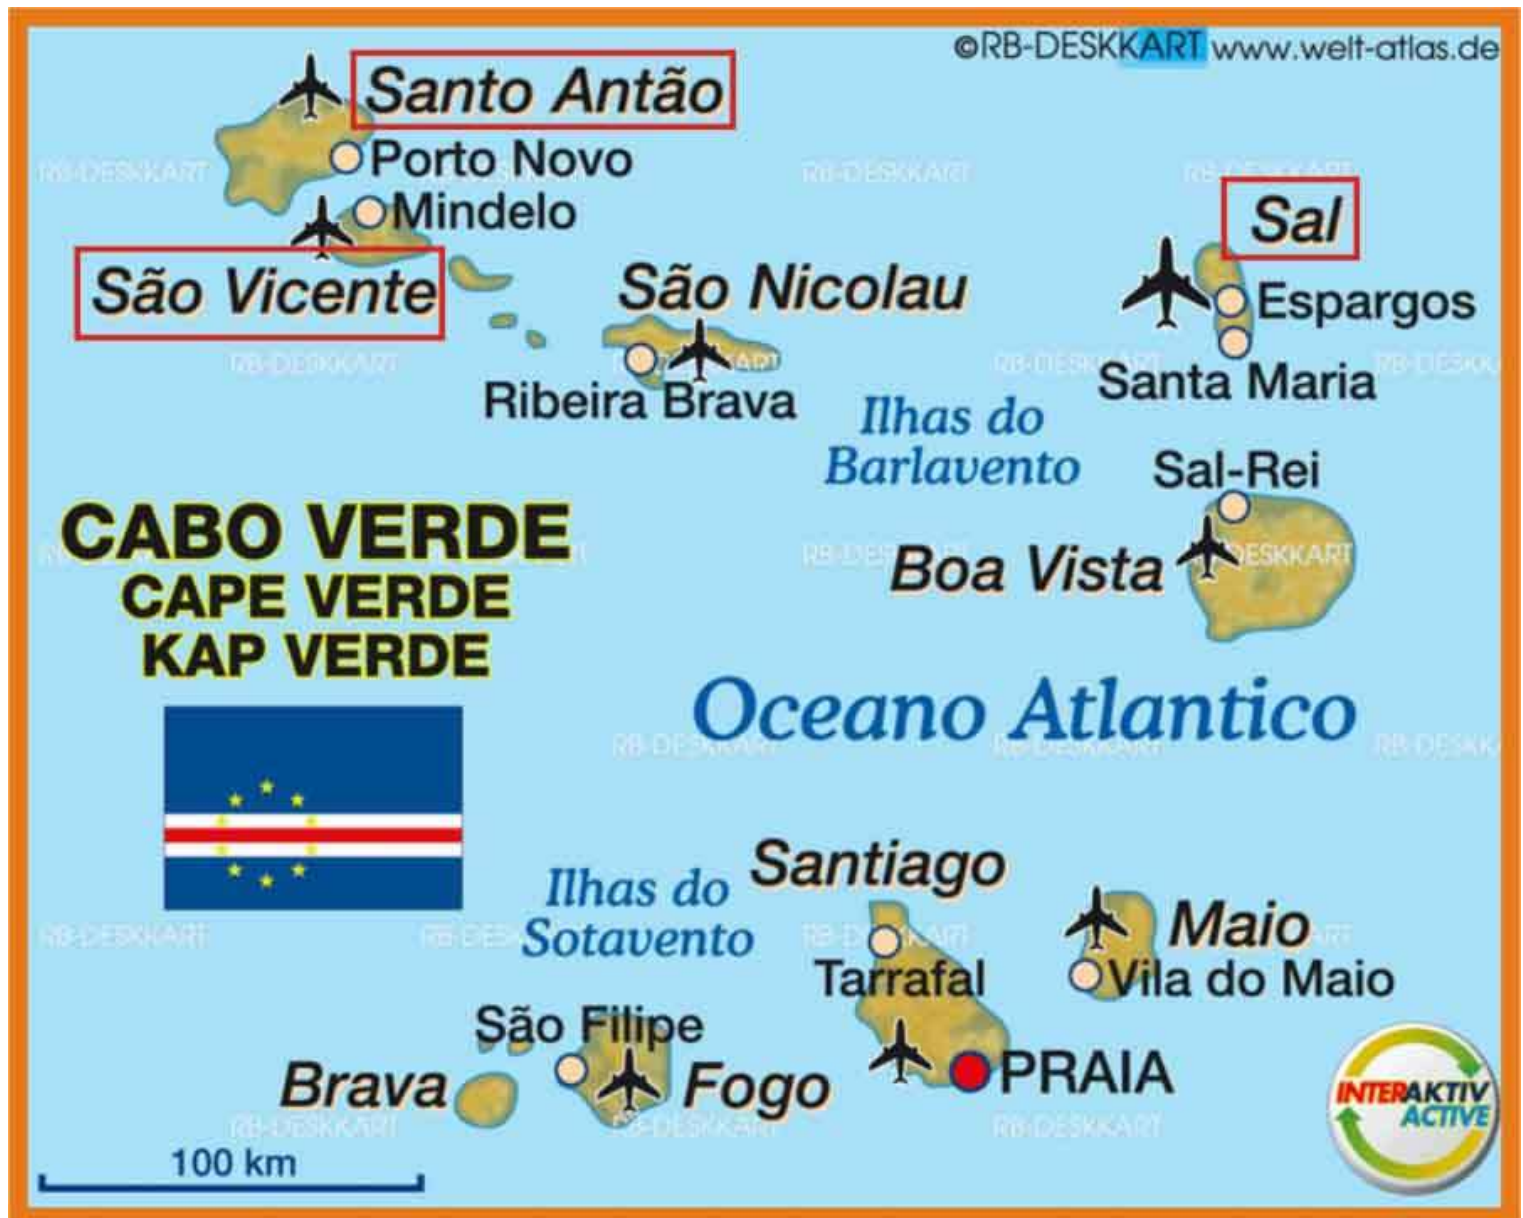 ©RB-DESKKART www.welt-atlas.de
Santo Antão
Porto Novo
Mindelo
São Vicente
São Nicolau
Ribeira Brava
Sal
Espargos
Santa Maria
Ilhas do
Barlavento
Sal-Rei
Boa Vista
CABO VERDE
CAPE VERDE
KAP VERDE
Oceano Atlantico
Ilhas do
Sotavento
Santiago
Tarrafal
PRAIA
Maio
Vila do Maio
São Filipe
Brava
Fogo
100 km
INTERAKTIV
ACTIVE
RB-DESKKART